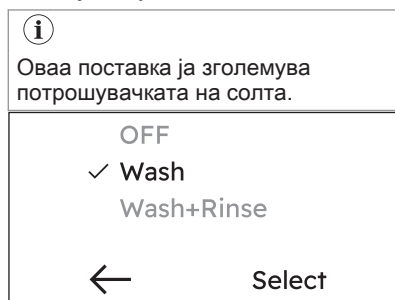 Оваа поставка ја зголемува
потрошувачката на солта.
OFF
✓ Wash
Wash+Rinse
← Select